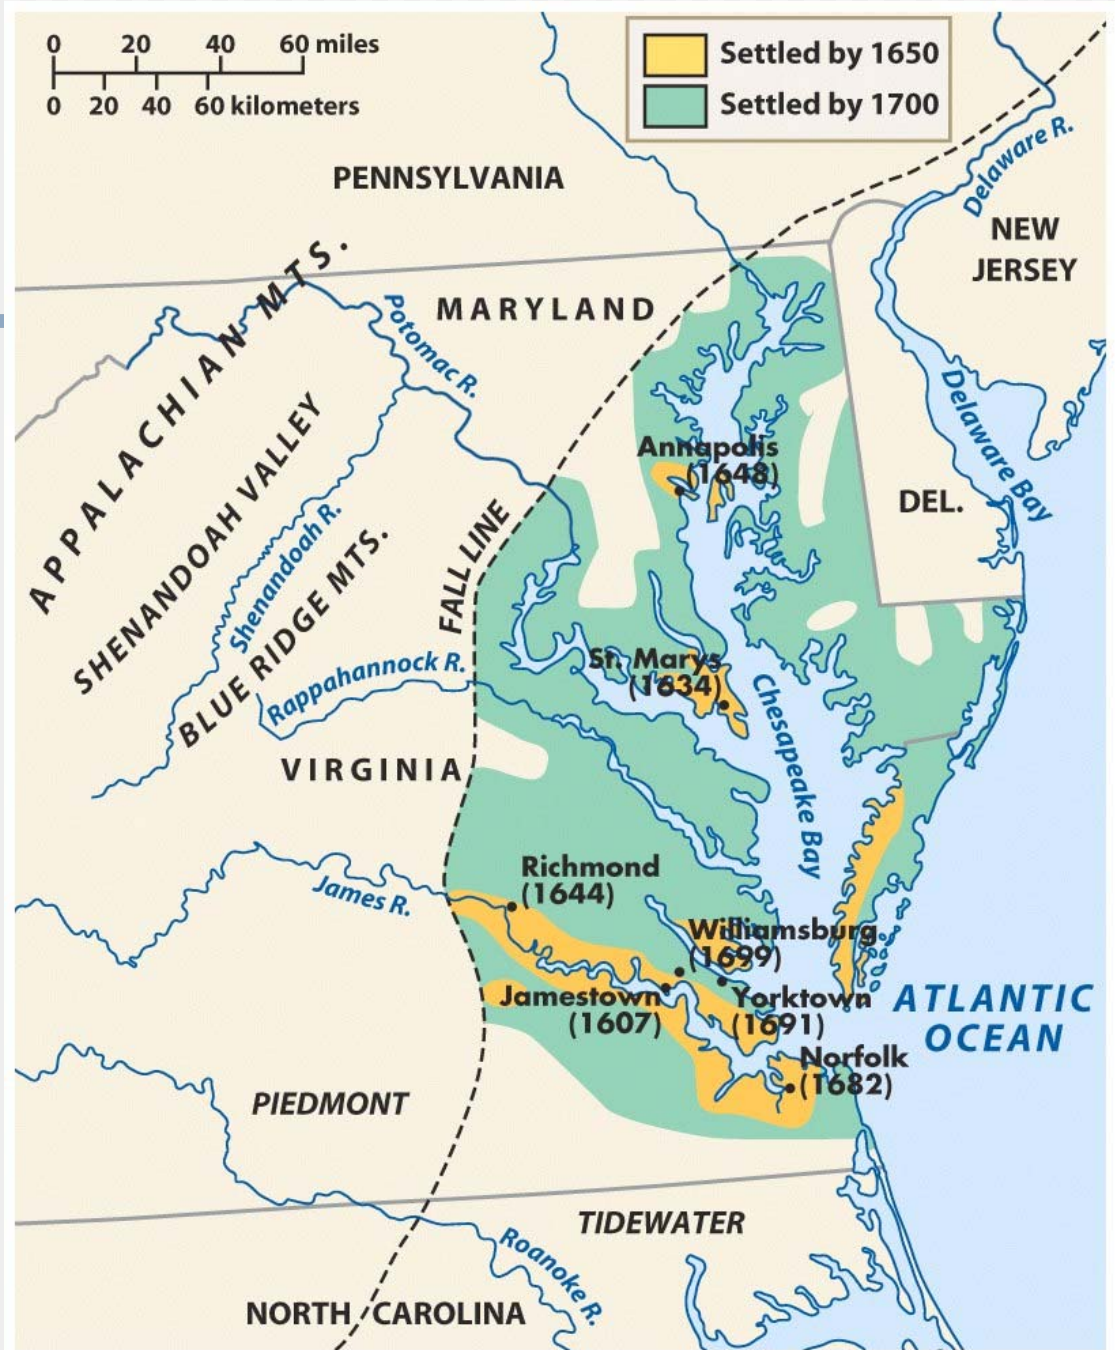 0 20 40 60 miles
0 20 40 60 kilometers
Settled by 1650
Settled by 1700
PENNSYLVANIA
Delaware R.
NEW
JERSEY
APPALACHIAN MTS.
MARYLAND
Potomac R.
Delaware Bay
SHENANDOAH VALLEY
Annapolis
(1648)
DEL.
Shenandoah R.
BLUE RIDGE MTS.
FALL LINE
Rappahannock R.
St. Marys
(1634)
Chesapeake Bay
VIRGINIA
Richmond
(1644)
James R.
Williamsburg
(1699)
Jamestown
(1607)
Yorktown
(1691)
ATLANTIC
OCEAN
Norfolk
(1682)
PIEDMONT
TIDEWATER
Roanoke R.
NORTH CAROLINA